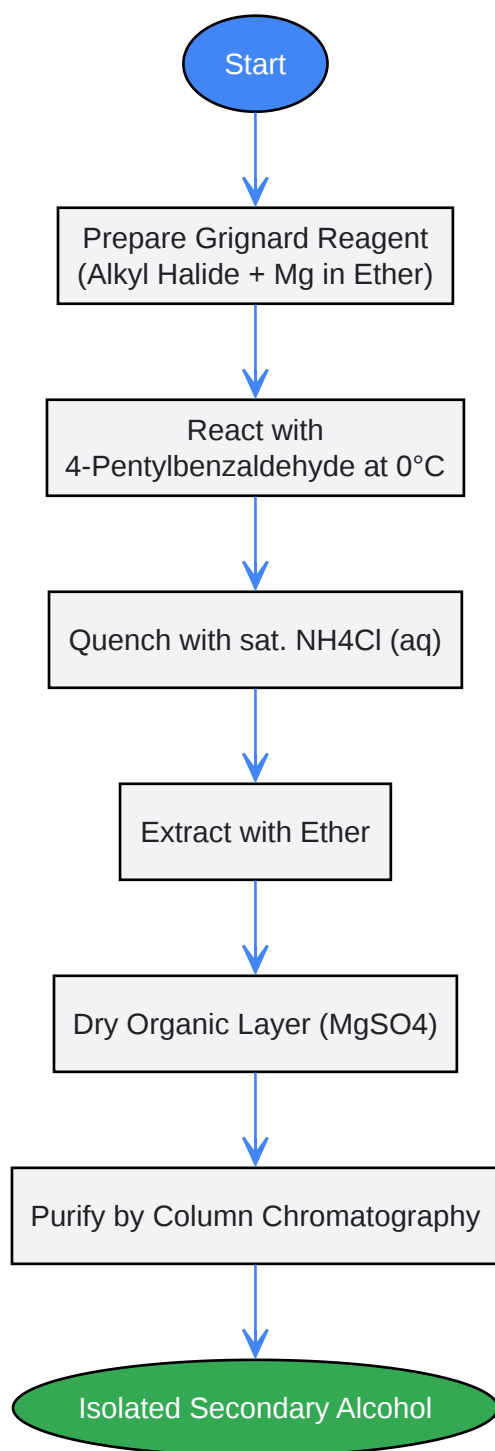 Start
Prepare Grignard Reagent
(Alkyl Halide + Mg in Ether)
React with
4-Pentylbenzaldehyde at 0°C
Quench with sat. NH4Cl (aq)
Extract with Ether
Dry Organic Layer (MgSO4)
Purify by Column Chromatography
Isolated Secondary Alcohol